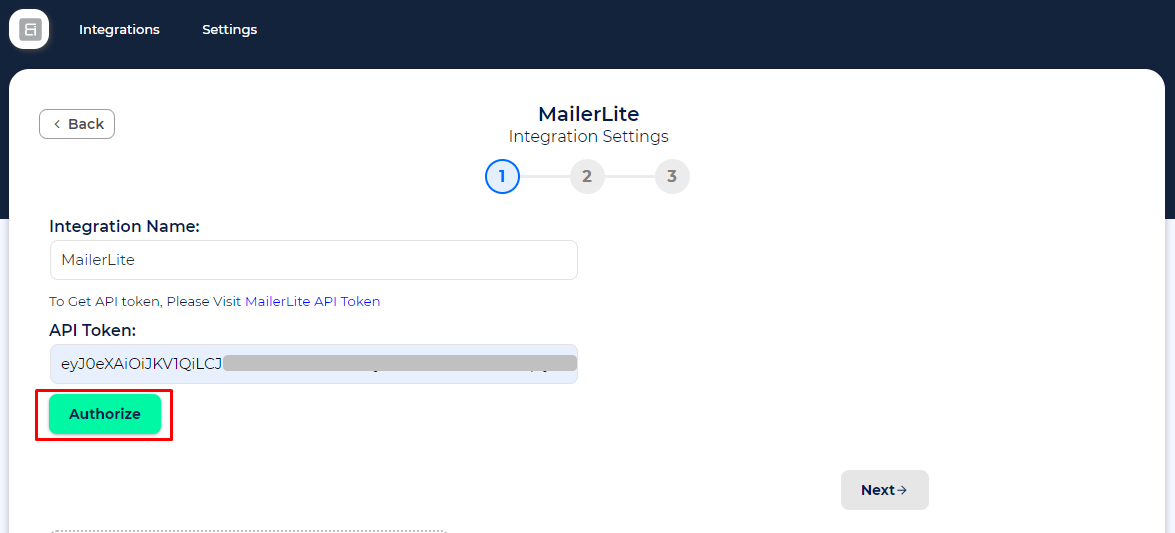 Integrations Settings
Back
MailerLite
Integration Settings
1 2 3
Integration Name:
MailerLite
To Get API token, Please Visit MailerLite API Token
API Token:
eyJ0eXAiOiJKV1QiLCJ
Authorize
Next